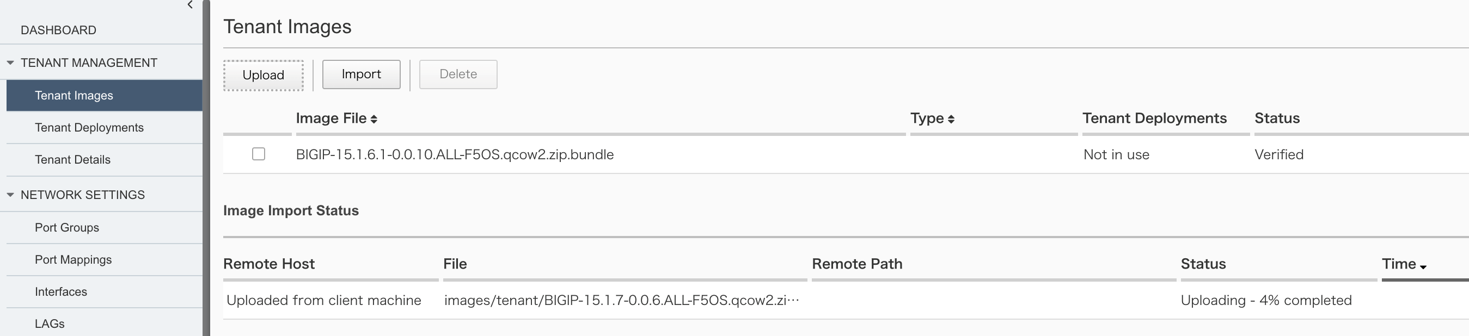 DASHBOARD
TENANT MANAGEMENT
Tenant Images
Tenant Deployments
Tenant Details
NETWORK SETTINGS
Port Groups
Port Mappings
Interfaces
LAGs
Tenant Images
Upload Import Delete
Image File Type Tenant Deployments Status
BIGIP-15.1.6.1-0.0.10.ALL-F5OS.qcow2.zip.bundle Not in use Verified
Image Import Status
Remote Host File Remote Path Status Time
Uploaded from client machine images/tenant/BIGIP-15.1.7-0.0.6.ALL-F5OS.qcow2.zi··· Uploading - 4% completed